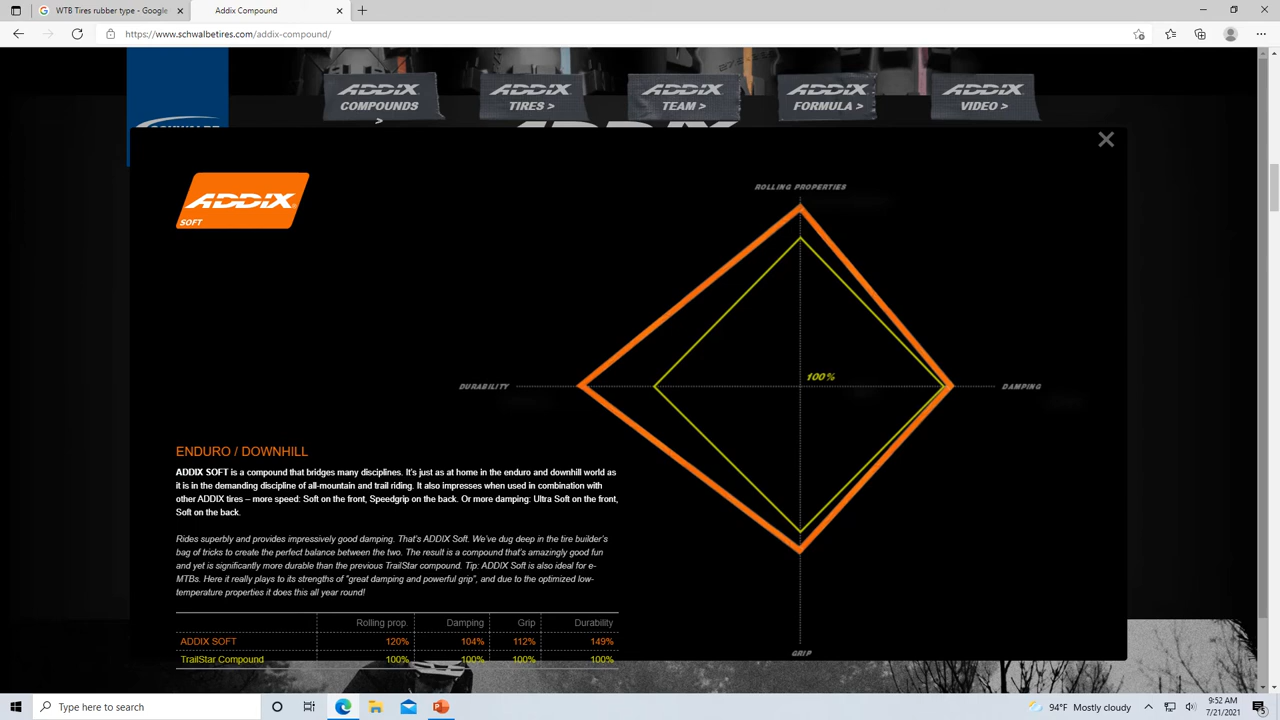 WTB Tires rubber type - Google
Addix Compound
https://www.schwalbetires.com/addix-compound/
ADDIX
COMPOUNDS
>
ADDIX
TIRES >
ADDIX
TEAM >
ADDIX
FORMULA >
ADDIX
VIDEO >
ADDIX
SOFT
ROLLING PROPERTIES
100%
DURABILITY
DAMPING
GRIP
ENDURO / DOWNHILL
ADDIX SOFT is a compound that bridges many disciplines. It's just as at home in the enduro and downhill world as
it is in the demanding discipline of all-mountain and trail riding. It also impresses when used in combination with
other ADDIX tires – more speed: Soft on the front, Speedgrip on the back. Or more damping: Ultra Soft on the front,
Soft on the back.
Rides superbly and provides impressively good damping. That's ADDIX Soft. We've dug deep in the tire builder's
bag of tricks to create the perfect balance between the two. The result is a compound that's amazingly good fun
and yet is significantly more durable than the previous TrailStar compound. Tip: ADDIX Soft is also ideal for e-
MTBs. Here it really plays to its strengths of "great damping and powerful grip", and due to the optimized low-
temperature properties it does this all year round!
Rolling prop. Damping Grip Durability
ADDIX SOFT 120% 104% 112% 149%
TrailStar Compound 100% 100% 100% 100%
Type here to search
94°F Mostly cloudy
9:52 AM
7/21/2021
5